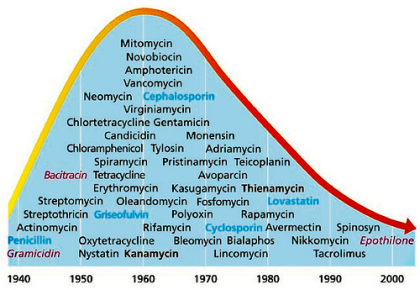 Mitomycin
Novobiocin
Amphotericin
Vancomycin
Neomycin Cephalosporin
Virginiamycin
Chlortetracycline Gentamicin
Candicidin Monensin
Chloramphenicol Tylosin Adriamycin
Spiramycin Pristinamycin Teicoplanin
Bacitracin Tetracycline Avoparcin
Erythromycin Kasugamycin Thienamycin
Streptomycin Oleandomycin Fosfomycin Lovastatin
Streptothricin Griseofulvin Polyoxin Rapamycin
Actinomycin Rifamycin Cyclosporin Avermectin Spinosyn
Penicillin Oxytetracycline Bleomycin Bialaphos Nikkomycin Epothilone
Gramicidin Nystatin Kanamycin Lincomycin Tacrolimus
1940 1950 1960 1970 1980 1990 2000